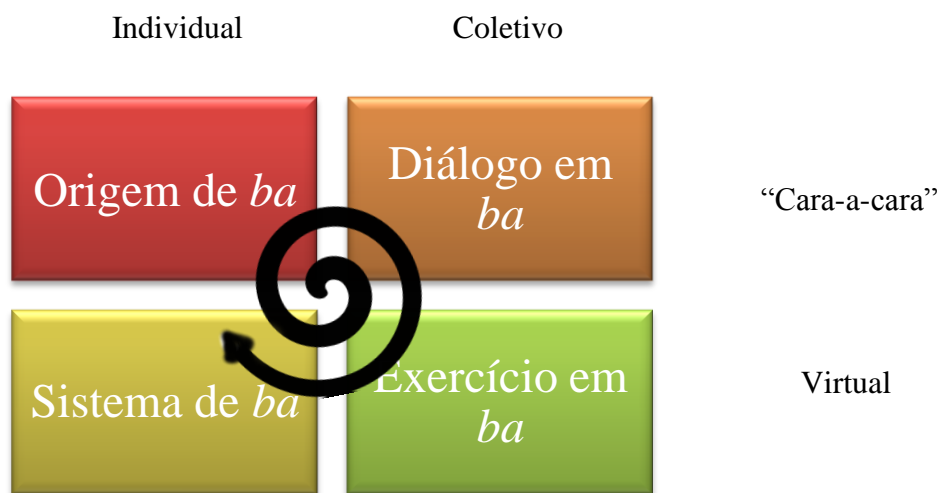 Individual
Coletivo
Origem de ba
Diálogo em
ba
“Cara-a-cara”
Sistema de ba
Exercício em
ba
Virtual